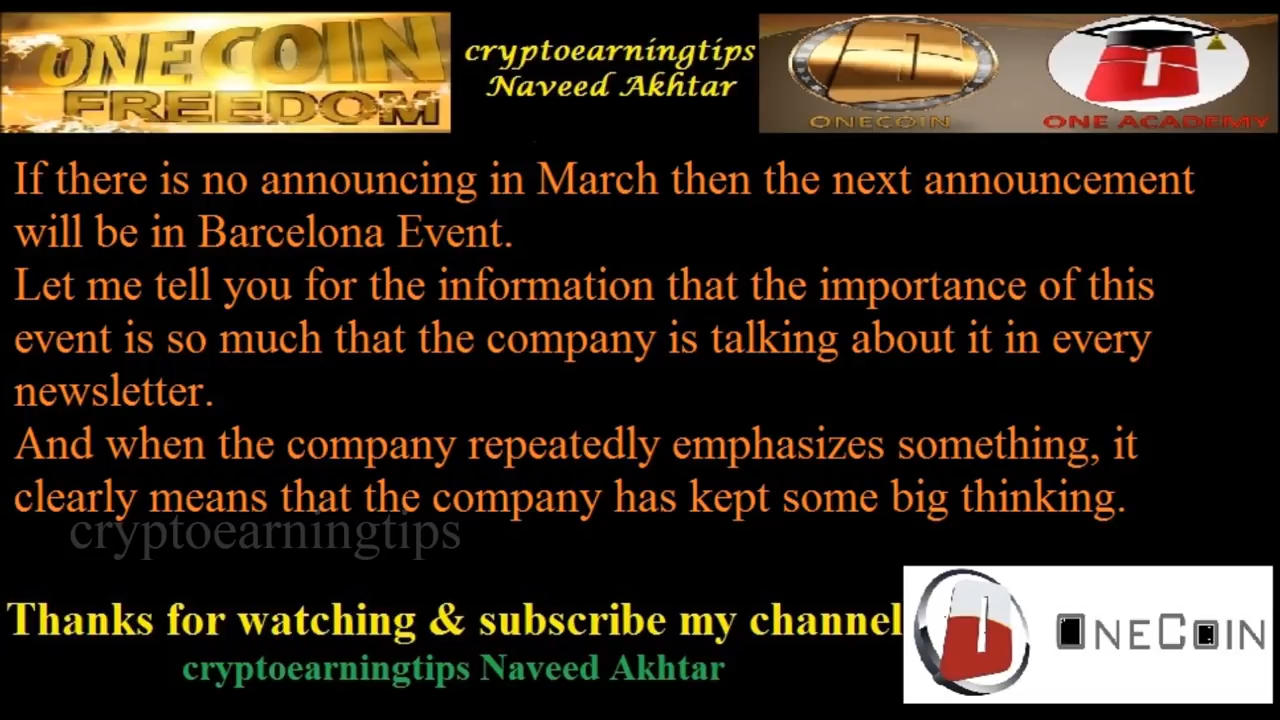 ONECOIN
FREEDOM
cryptoearningtips
Naveed Akhtar
ONECOIN
ONE ACADEMY
If there is no announcing in March then the next announcement
will be in Barcelona Event.
Let me tell you for the information that the importance of this
event is so much that the company is talking about it in every
newsletter.
And when the company repeatedly emphasizes something, it
clearly means that the company has kept some big thinking.
cryptoearningtips
Thanks for watching & subscribe my channel
cryptoearningtips Naveed Akhtar
ONECOIN